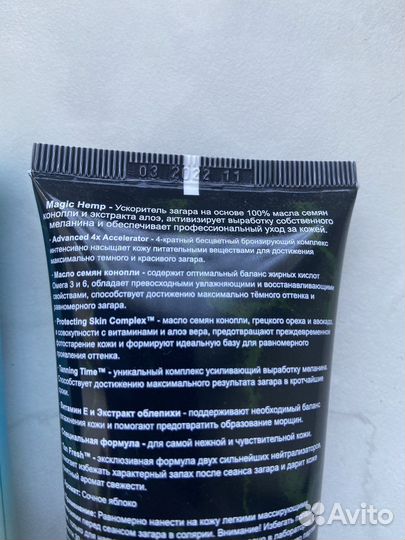 03 2022 11
Magic Hemp - Ускоритель загара на основе 100% масла семян
конопли и экстракта алоэ, активизирует выработку собственного
меланина и обеспечивает профессиональный уход за кожей.
- Advanced 4x Accelerator - 4-кратный бесцветный бронзирующий комплекс
интенсивно насыщает кожу питательными веществами для достижения
максимально темного и красивого загара.
- Масло семян конопли - содержит оптимальный баланс жирных кислот
Омега 3 и 6, обладает превосходными увлажняющими и восстанавливающими
свойствами, способствует достижению максимально тёмного оттенка и
равномерного загара.
- Protecting Skin Complex™ – масло семян конопли, грецкого ореха и авокадо
в совокупности с витаминами и алоэ вера, предотвращают преждевременное
фотостарение кожи и формируют идеальную базу для равномерного
проявления оттенка.
Tanning Time™ – уникальный комплекс усиливающий выработку меланина.
Способствует достижению максимального результата загара в кротчайшие
Витамин Е и Экстракт облепихи - поддерживают необходимый баланс
кожи и помогают предотвратить образование морщин.
формула - для самой нежной и чувствительной кожи.
Fresh™ - эксклюзивная формула двух сильнейших нейтрализаторов,
избежать характерный запах после сеанса загара и дарит коже
аромат свежести.
Сочное яблоко
Равномерно нанести на кожу легкими массирующими
перед сеансом загара в солярии. Внимание! Избегать
в лаборатории
Avito